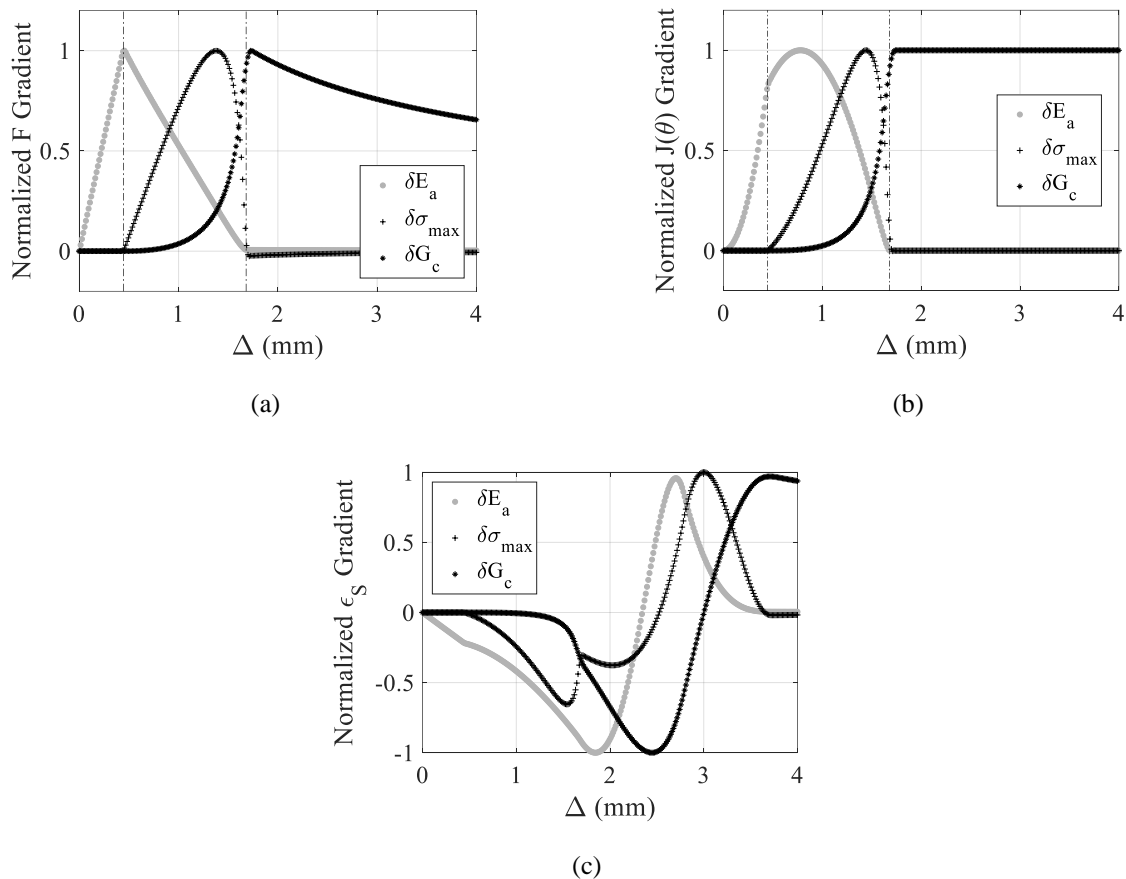 Normalized F Gradient
1
0.5
0
0 1 2 3 4
Δ (mm)
δE_a
δσ_max
δG_c
(a)
Normalized J(θ) Gradient
1
0.5
0
0 1 2 3 4
Δ (mm)
δE_a
δσ_max
δG_c
(b)
Normalized ϵ_S Gradient
1
0.5
0
-0.5
-1
0 1 2 3 4
Δ (mm)
δE_a
δσ_max
δG_c
(c)